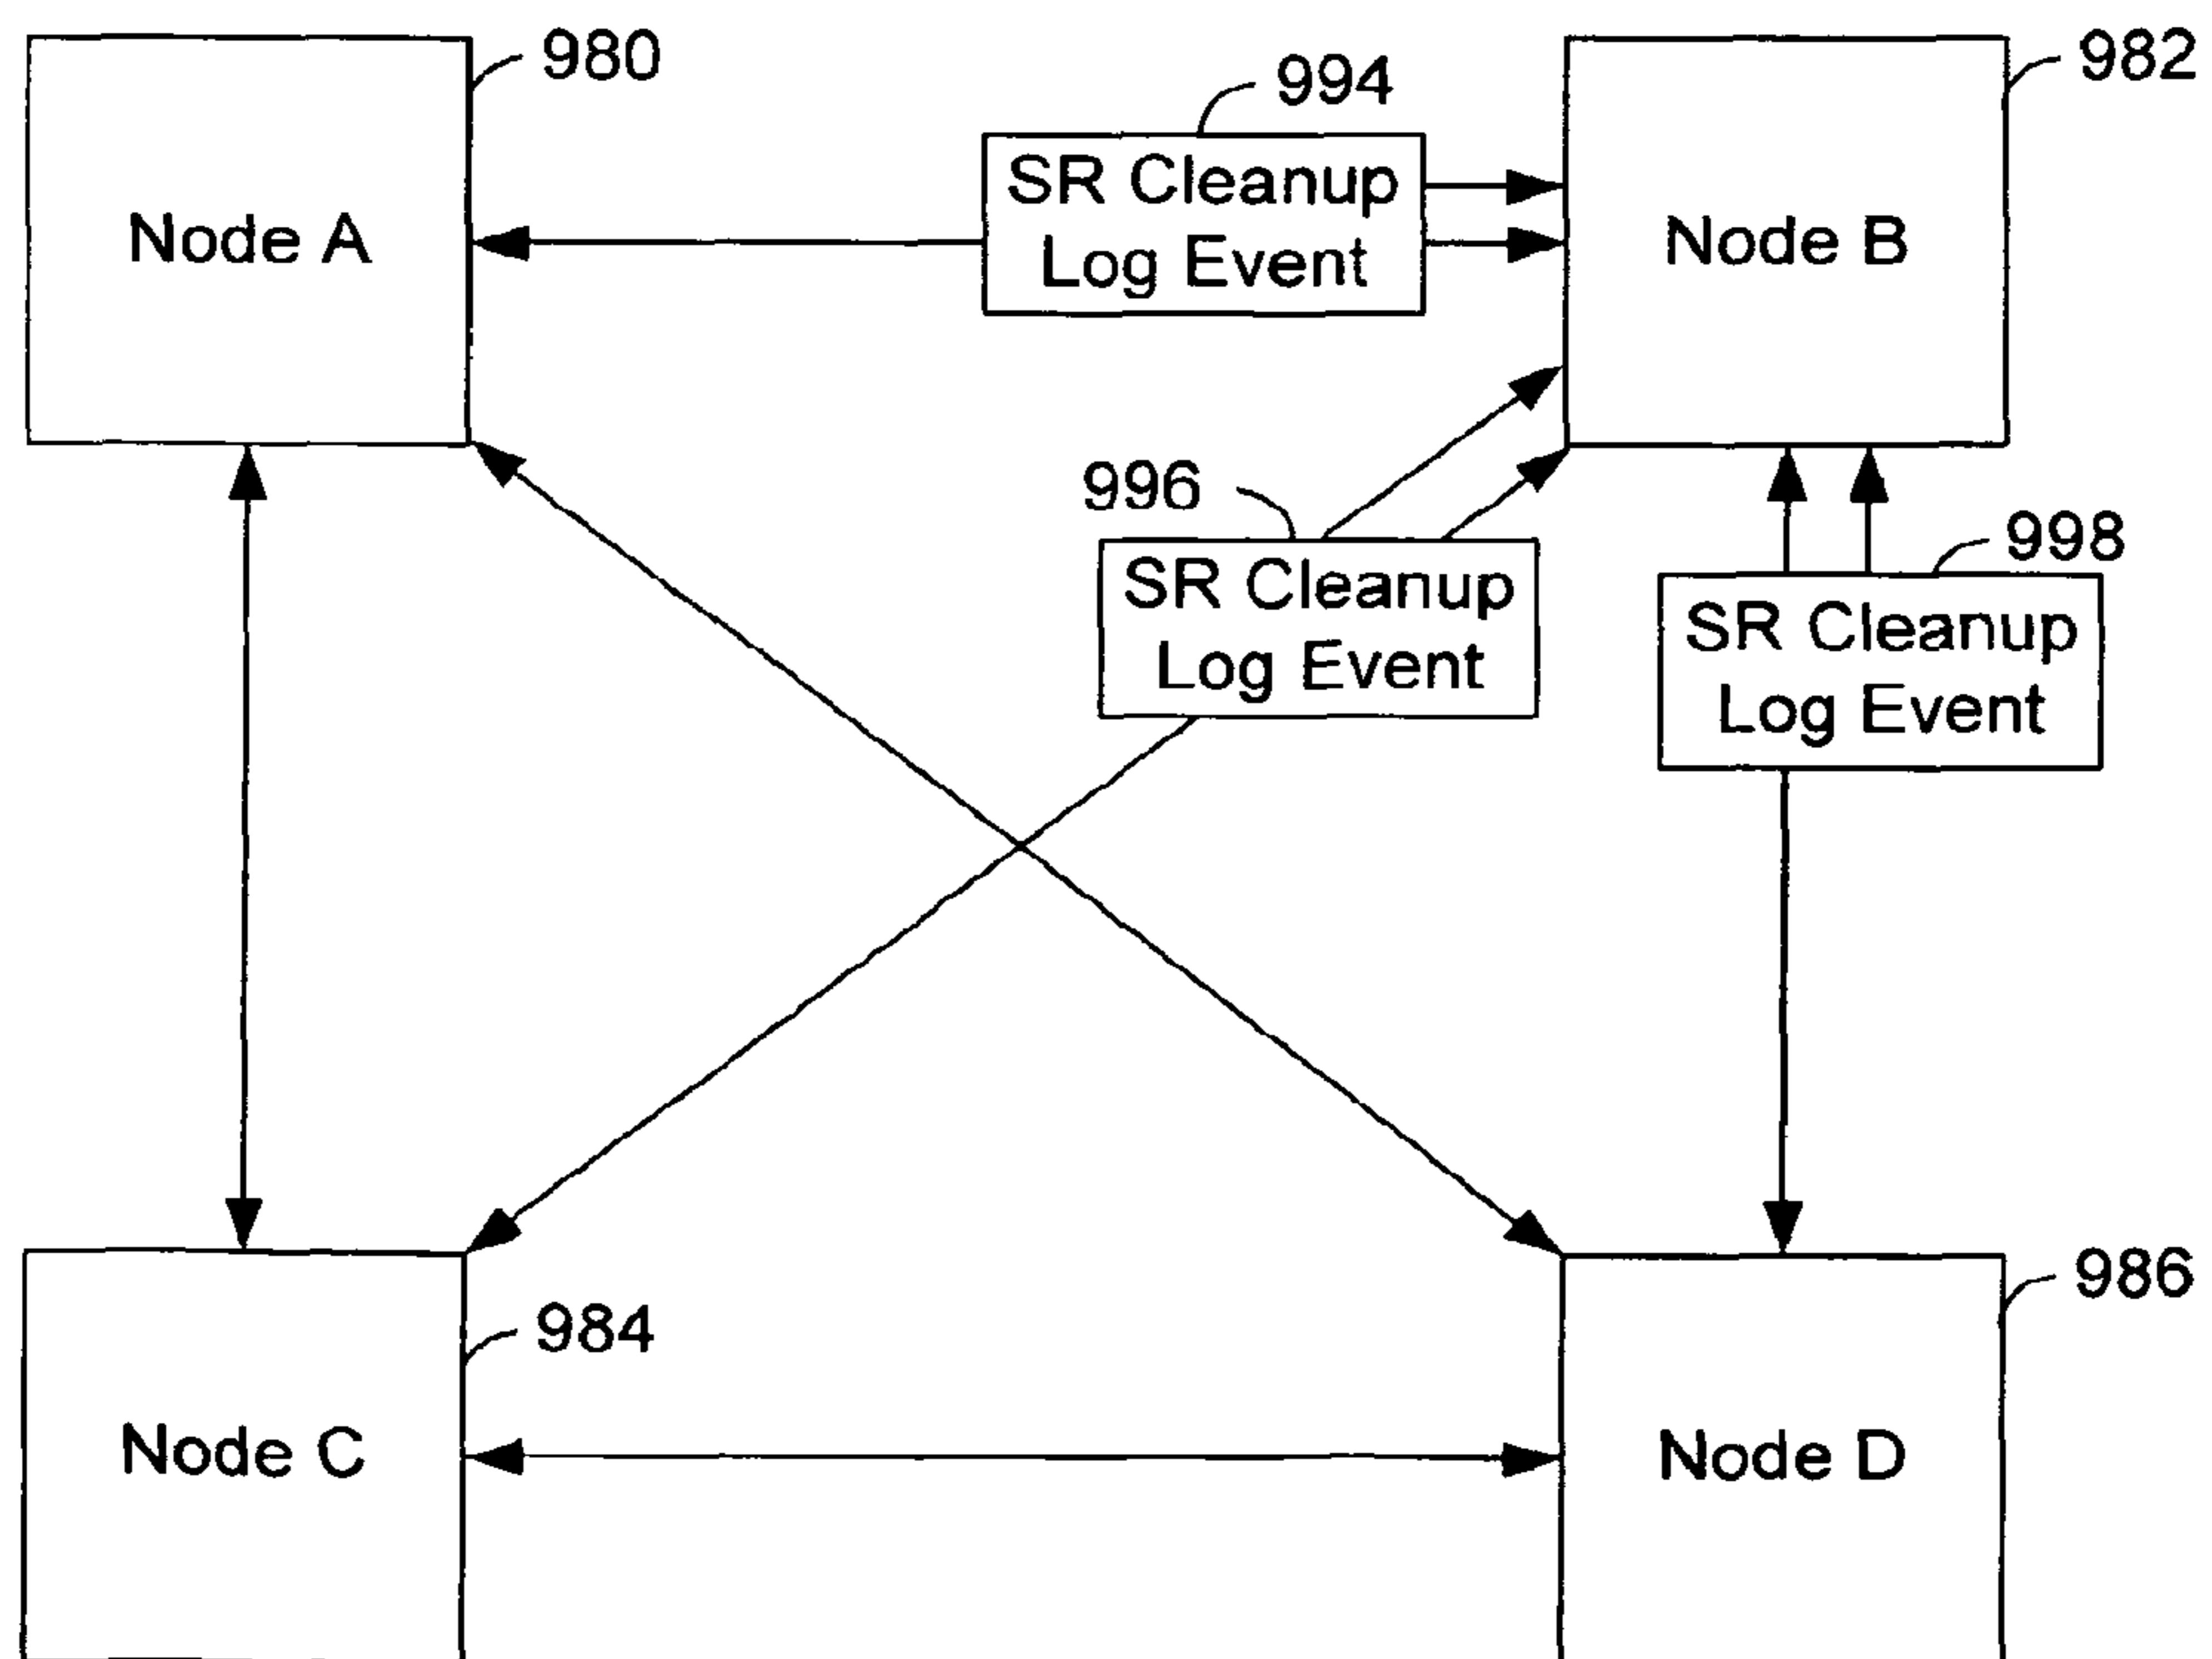 980
994
982
SR Cleanup
Log Event
Node A
Node B
996
998
SR Cleanup
Log Event
SR Cleanup
Log Event
984
986
Node C
Node D